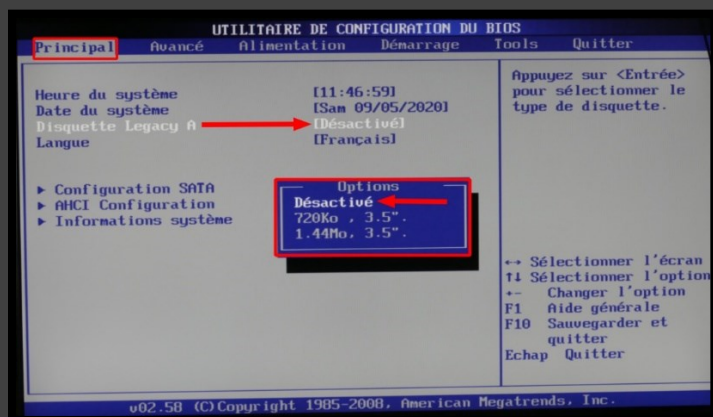 UTILITAIRE DE CONFIGURATION DU BIOS
Principal Avancé Alimentation Démarrage Tools Quitter
Heure du système [11:46:59]
Date du système [Sam 09/05/2020]
Disquette Legacy A [Désactivé]
Langue [Français]
► Configuration SATA
► AHCI Configuration
► Informations système
Options
Désactivé
720Ko , 3.5".
1.44Mo, 3.5".
Appuyez sur <Entrée>
pour sélectionner le
type de disquette.
↔ Sélectionner l'écran
↑↓ Sélectionner l'option
+- Changer l'option
F1 Aide générale
F10 Sauvegarder et
quitter
Echap Quitter
v02.58 (C)Copyright 1985-2008, American Megatrends, Inc.